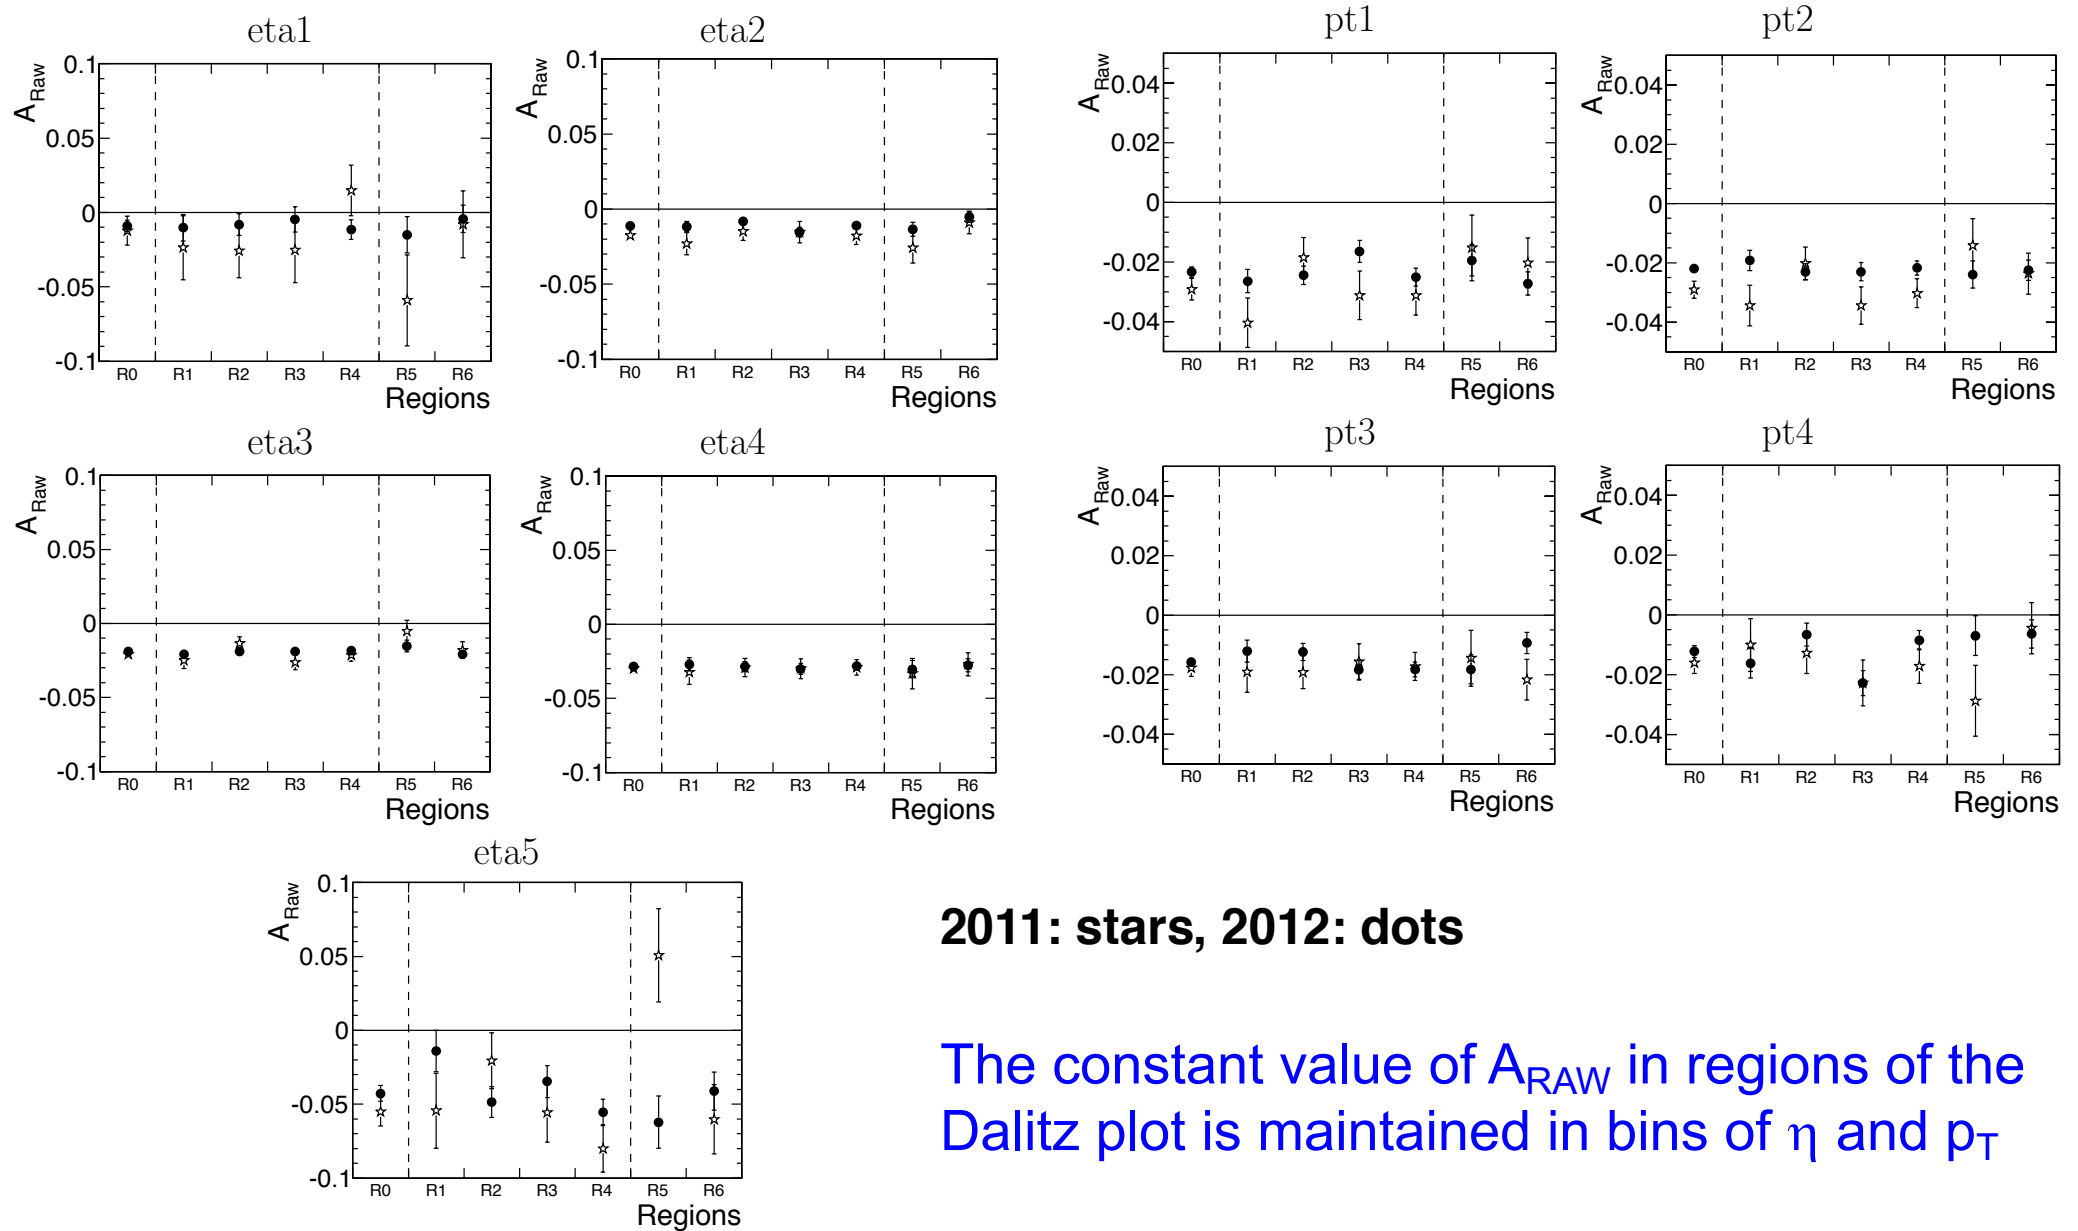 eta1
A_Raw
0.1
0.05
0
-0.05
-0.1
R0 R1 R2 R3 R4 R5 R6
Regions
eta2
A_Raw
0.1
0.05
0
-0.05
-0.1
R0 R1 R2 R3 R4 R5 R6
Regions
pt1
A_Raw
0.04
0.02
0
-0.02
-0.04
R0 R1 R2 R3 R4 R5 R6
Regions
pt2
A_Raw
0.04
0.02
0
-0.02
-0.04
R0 R1 R2 R3 R4 R5 R6
Regions
eta3
A_Raw
0.1
0.05
0
-0.05
-0.1
R0 R1 R2 R3 R4 R5 R6
Regions
eta4
A_Raw
0.1
0.05
0
-0.05
-0.1
R0 R1 R2 R3 R4 R5 R6
Regions
pt3
A_Raw
0.04
0.02
0
-0.02
-0.04
R0 R1 R2 R3 R4 R5 R6
Regions
pt4
A_Raw
0.04
0.02
0
-0.02
-0.04
R0 R1 R2 R3 R4 R5 R6
Regions
eta5
A_Raw
0.1
0.05
0
-0.05
-0.1
R0 R1 R2 R3 R4 R5 R6
Regions
2011: stars, 2012: dots
The constant value of A_RAW in regions of the
Dalitz plot is maintained in bins of η and p_T